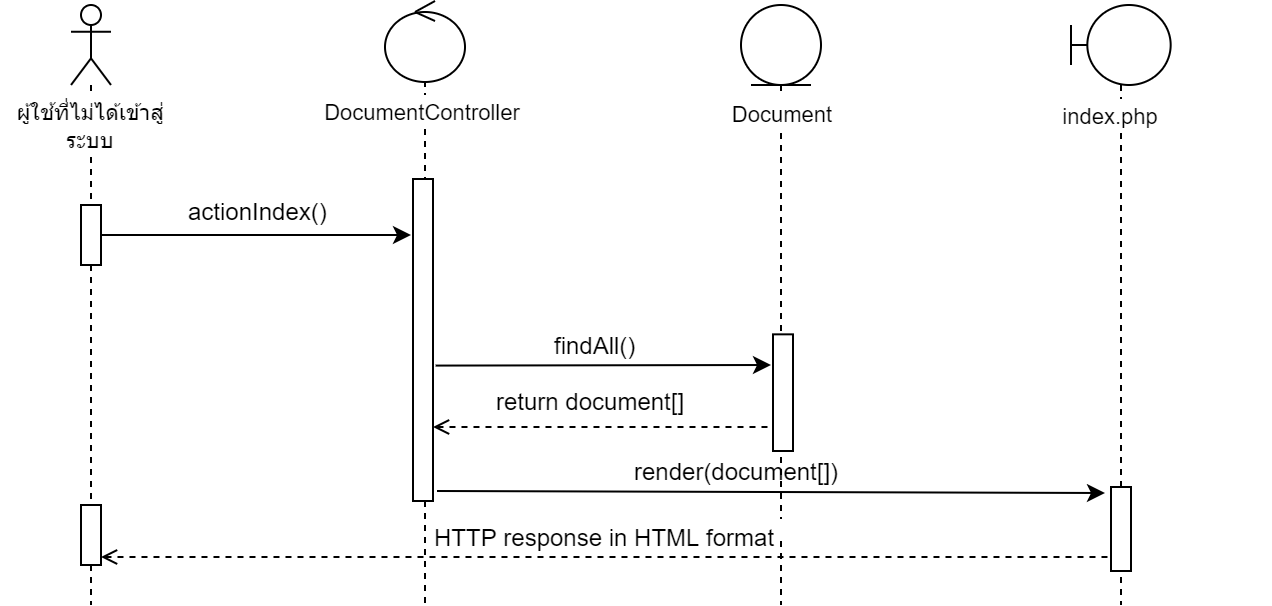 ผู้ใช้ที่ไม่ได้เข้าสู่
ระบบ
DocumentController
Document
index.php
actionIndex()
findAll()
return document[]
render(document[])
HTTP response in HTML format